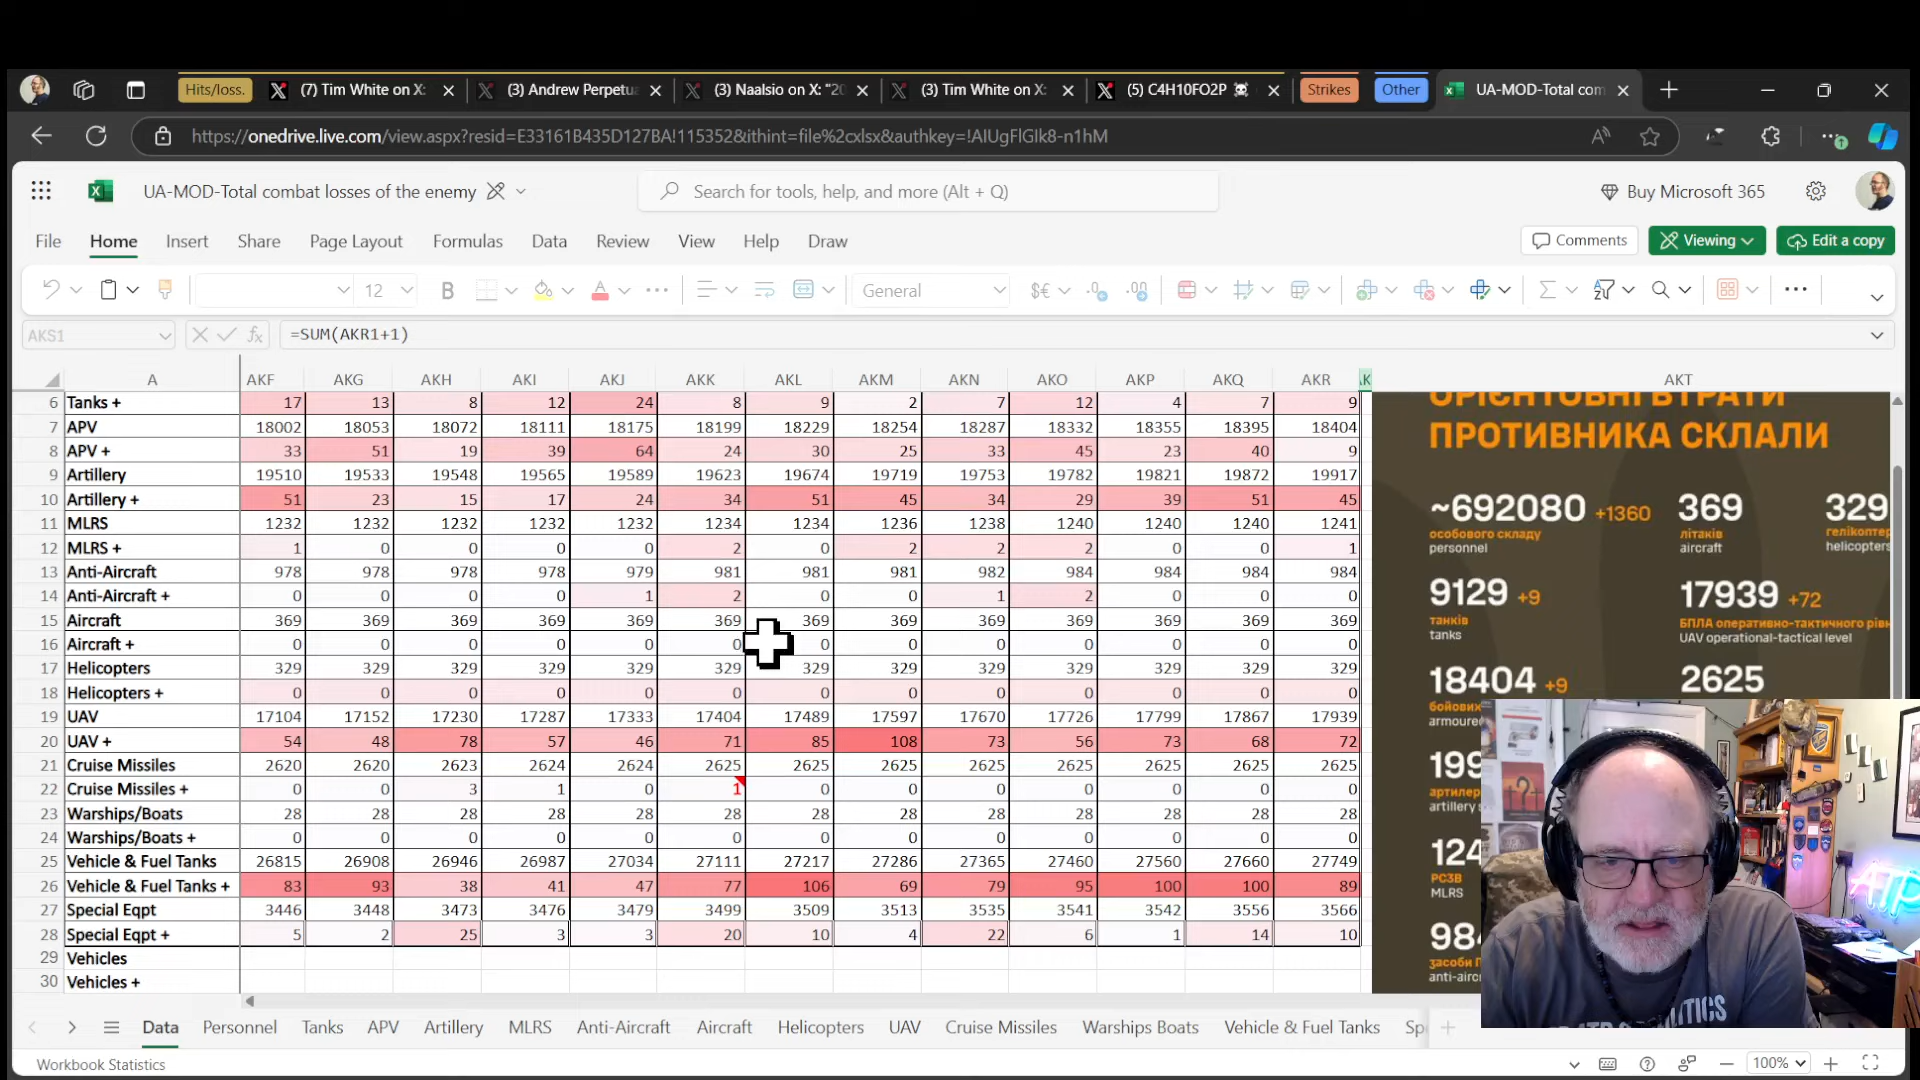 Hits/loss.
(7) Tim White on X:
(3) Andrew Perpetua
(3) Naalsio on X: "20
(3) Tim White on X:
(5) C4H10FO2P ☠
Strikes
Other
UA-MOD-Total com
https://onedrive.live.com/view.aspx?resid=E33161B435D127BA!115352&ithint=file%2cxlsx&authkey=!AIUgFlGIk8-n1hM
UA-MOD-Total combat losses of the enemy
Search for tools, help, and more (Alt + Q)
Buy Microsoft 365
File Home Insert Share Page Layout Formulas Data Review View Help Draw
Comments Viewing Edit a copy
12 B A General $€
AKS1 fx =SUM(AKR1+1)
A AKF AKG AKH AKI AKJ AKK AKL AKM AKN AKO AKP AKQ AKR AK AKT
6 Tanks + 17 13 8 12 24 8 9 2 7 12 4 7 9
7 APV 18002 18053 18072 18111 18175 18199 18229 18254 18287 18332 18355 18395 18404
8 APV + 33 51 19 39 64 24 30 25 33 45 23 40 9
9 Artillery 19510 19533 19548 19565 19589 19623 19674 19719 19753 19782 19821 19872 19917
10 Artillery + 51 23 15 17 24 34 51 45 34 29 39 51 45
11 MLRS 1232 1232 1232 1232 1232 1234 1234 1236 1238 1240 1240 1240 1241
12 MLRS + 1 0 0 0 0 2 0 2 2 2 0 0 1
13 Anti-Aircraft 978 978 978 978 979 981 981 981 982 984 984 984 984
14 Anti-Aircraft + 0 0 0 0 1 2 0 0 1 2 0 0 0
15 Aircraft 369 369 369 369 369 369 369 369 369 369 369 369 369
16 Aircraft + 0 0 0 0 0 0 0 0 0 0 0 0 0
17 Helicopters 329 329 329 329 329 329 329 329 329 329 329 329 329
18 Helicopters + 0 0 0 0 0 0 0 0 0 0 0 0 0
19 UAV 17104 17152 17230 17287 17333 17404 17489 17597 17670 17726 17799 17867 17939
20 UAV + 54 48 78 57 46 71 85 108 73 56 73 68 72
21 Cruise Missiles 2620 2620 2623 2624 2624 2625 2625 2625 2625 2625 2625 2625 2625
22 Cruise Missiles + 0 0 3 1 0 1 0 0 0 0 0 0 0
23 Warships/Boats 28 28 28 28 28 28 28 28 28 28 28 28 28
24 Warships/Boats + 0 0 0 0 0 0 0 0 0 0 0 0 0
25 Vehicle & Fuel Tanks 26815 26908 26946 26987 27034 27111 27217 27286 27365 27460 27560 27660 27749
26 Vehicle & Fuel Tanks + 83 93 38 41 47 77 106 69 79 95 100 100 89
27 Special Eqpt 3446 3448 3473 3476 3479 3499 3509 3513 3535 3541 3542 3556 3566
28 Special Eqpt + 5 2 25 3 3 20 10 4 22 6 1 14 10
29 Vehicles
30 Vehicles +
ОРІЄНТОВНІ ВТРАТИ
ПРОТИВНИКА СКЛАЛИ
~692080 +1360 369 329
особового складу літаків гелікоптер
personnel aircraft helicopters
9129 +9 17939 +72
танків БПЛА оперативно-тактичного рівн
tanks UAV operational-tactical level
18404 +9 2625
бойових
armoured
199
артилер
artillery s
124
РСЗВ
MLRS
984
засоби П
anti-airc
Data Personnel Tanks APV Artillery MLRS Anti-Aircraft Aircraft Helicopters UAV Cruise Missiles Warships Boats Vehicle & Fuel Tanks Sp
Workbook Statistics
100%